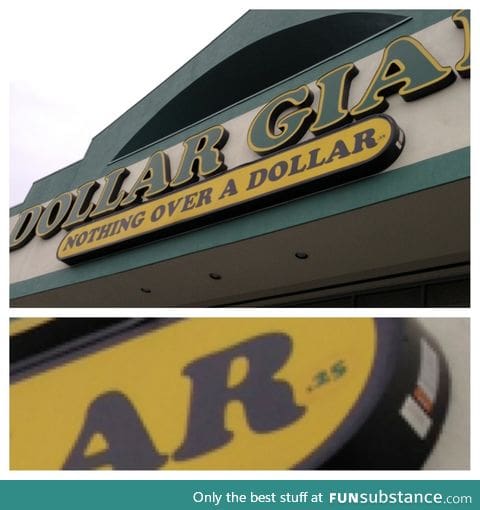 DOLLAR GIA
NOTHING OVER A DOLLAR
AR.25
Only the best stuff at FUNsubstance.com